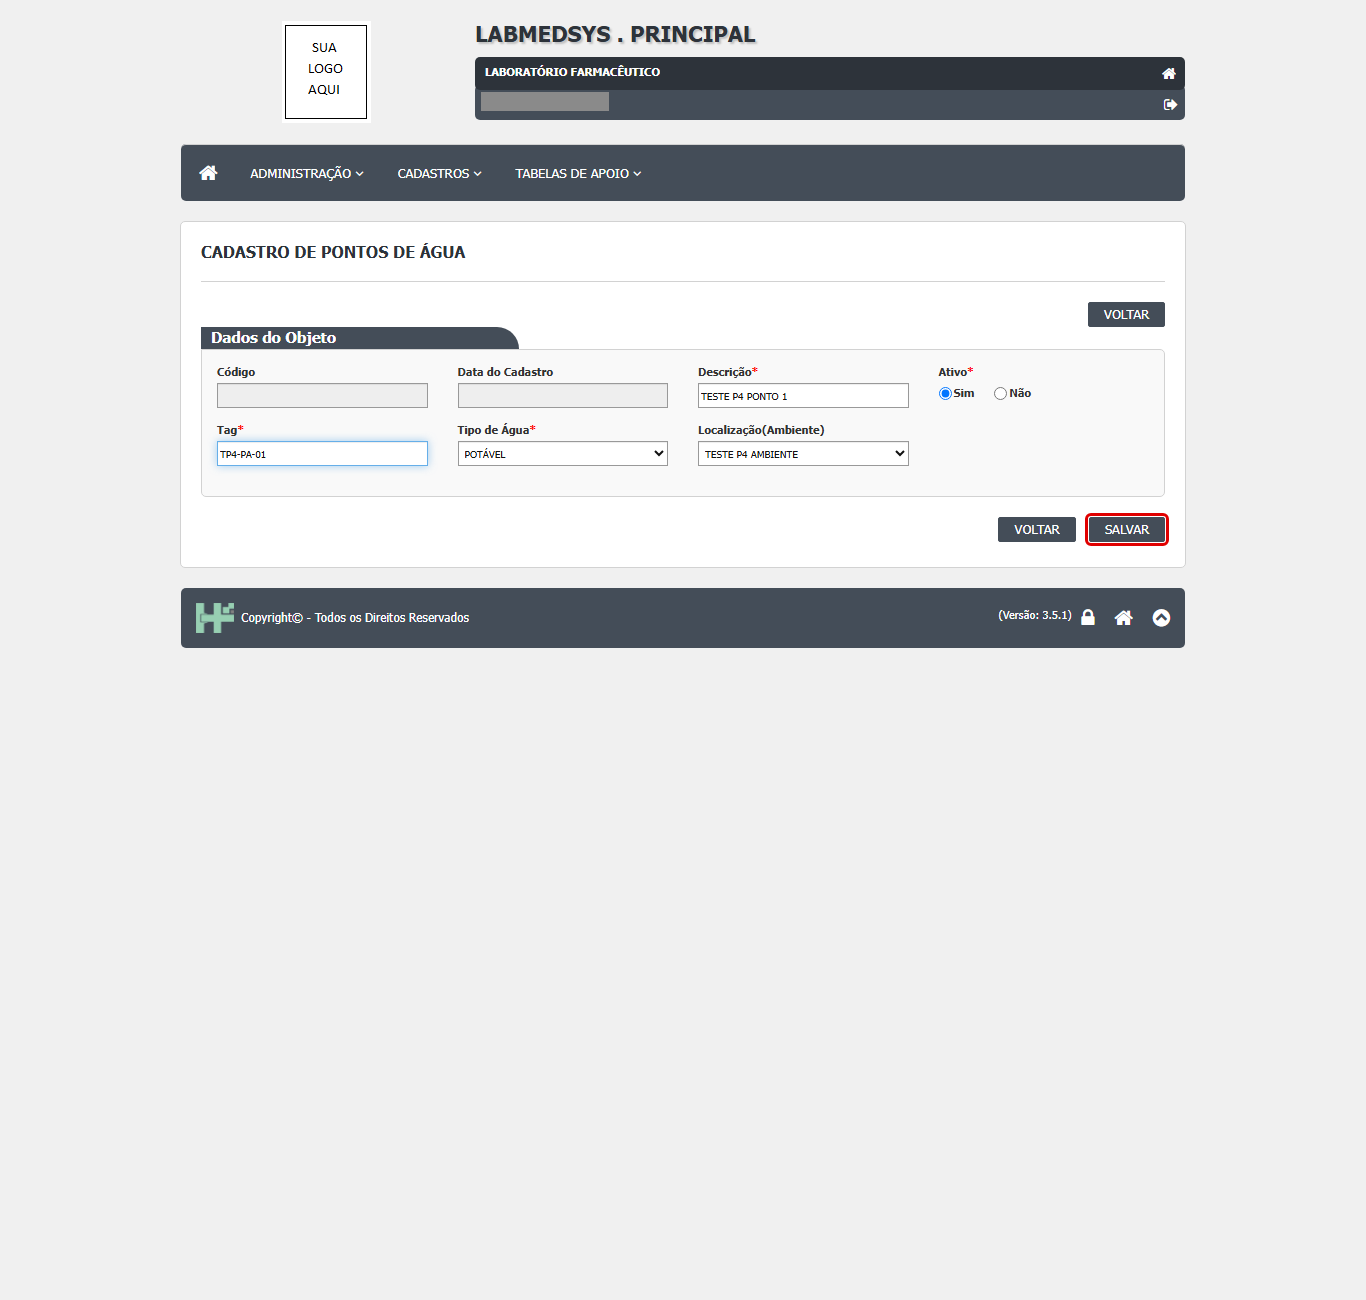 SUA
LOGO
AQUI
LABMEDSYS . PRINCIPAL
LABORATÓRIO FARMACÊUTICO
ADMINISTRAÇÃO CADASTROS TABELAS DE APOIO
CADASTRO DE PONTOS DE ÁGUA
VOLTAR
Dados do Objeto
Código Data do Cadastro Descrição* Ativo*
TESTE P4 PONTO 1 Sim Não
Tag* Tipo de Água* Localização(Ambiente)
TP4-PA-01 POTÁVEL TESTE P4 AMBIENTE
VOLTAR SALVAR
Copyright© - Todos os Direitos Reservados (Versão: 3.5.1)